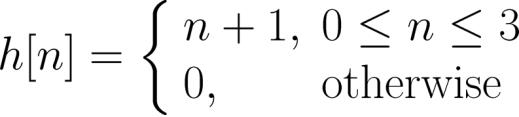 h[n] = { n + 1, 0 ≤ n ≤ 3
0, otherwise